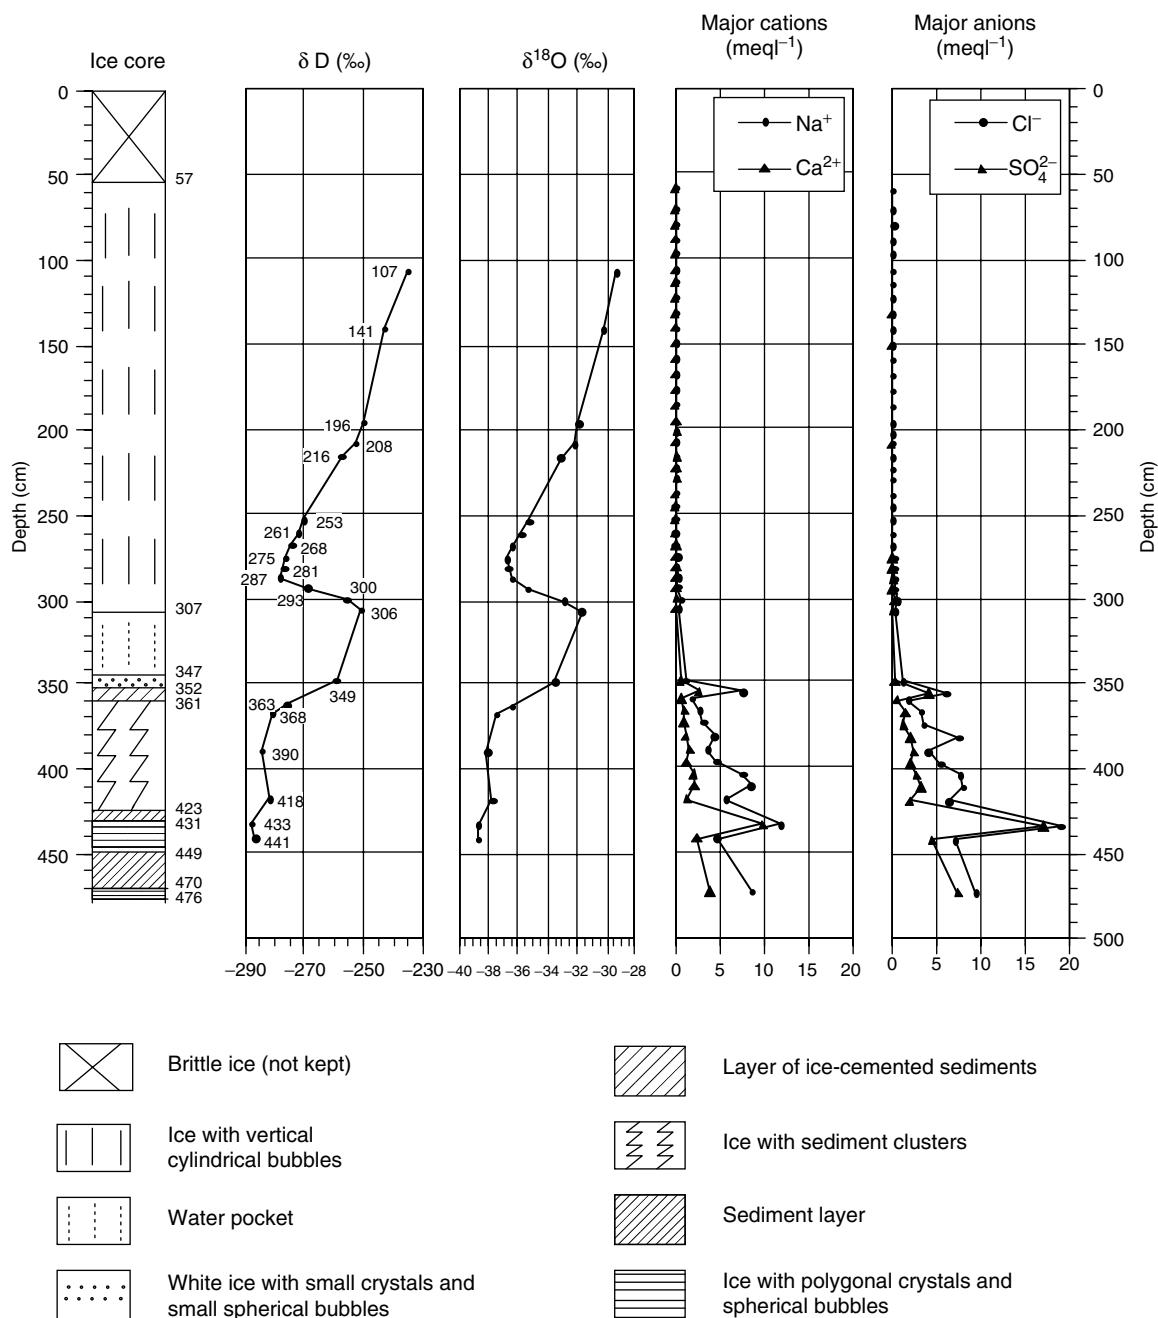 Major cations
(meql⁻¹)
Major anions
(meql⁻¹)
Ice core
δ D (‰)
δ¹⁸O (‰)
0
50
100
150
200
250
300
350
400
450
Depth (cm)
57
307
347
352
361
423
431
449
470
476
107
141
196
208
216
253
261
268
275
281
287
300
293
306
349
363
368
390
418
433
441
−290 −270 −250 −230
−40 −38 −36 −34 −32 −30 −28
Na⁺
Ca²⁺
0 5 10 15 20
Cl⁻
SO₄²⁻
0 5 10 15 20
0
50
100
150
200
250
300
350
400
450
500
Depth (cm)
Brittle ice (not kept)
Ice with vertical
cylindrical bubbles
Water pocket
White ice with small crystals and
small spherical bubbles
Layer of ice-cemented sediments
Ice with sediment clusters
Sediment layer
Ice with polygonal crystals and
spherical bubbles